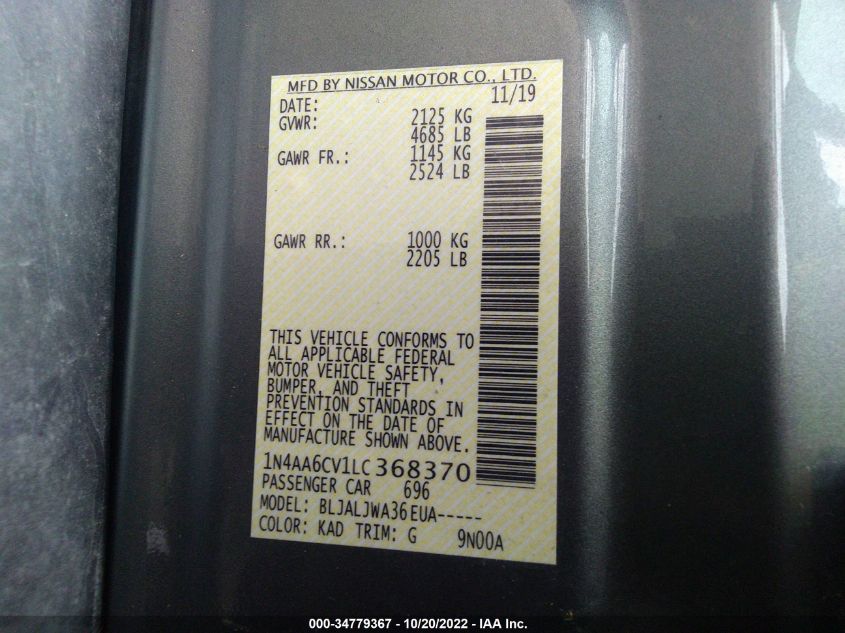 MFD BY NISSAN MOTOR CO., LTD.
DATE: 11/19
GVWR: 2125 KG
4685 LB
GAWR FR.: 1145 KG
2524 LB
GAWR RR.: 1000 KG
2205 LB
THIS VEHICLE CONFORMS TO
ALL APPLICABLE FEDERAL
MOTOR VEHICLE SAFETY,
BUMPER, AND THEFT
PREVENTION STANDARDS IN
EFFECT ON THE DATE OF
MANUFACTURE SHOWN ABOVE.
1N4AA6CV1LC368370
PASSENGER CAR 696
MODEL: BLJALJWA36EUA-----
COLOR: KAD TRIM: G 9N00A
000-34779367 - 10/20/2022 - IAA Inc.